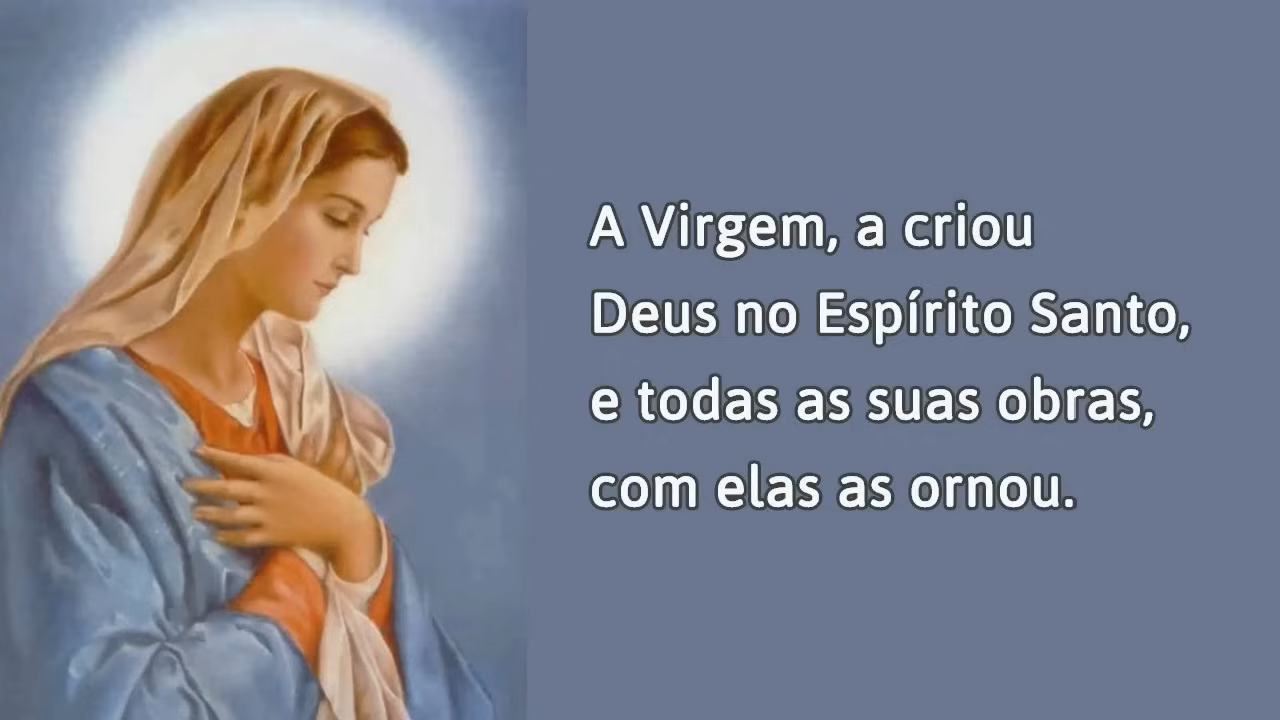 A Virgem, a criou
Deus no Espírito Santo,
e todas as suas obras,
com elas as ornou.